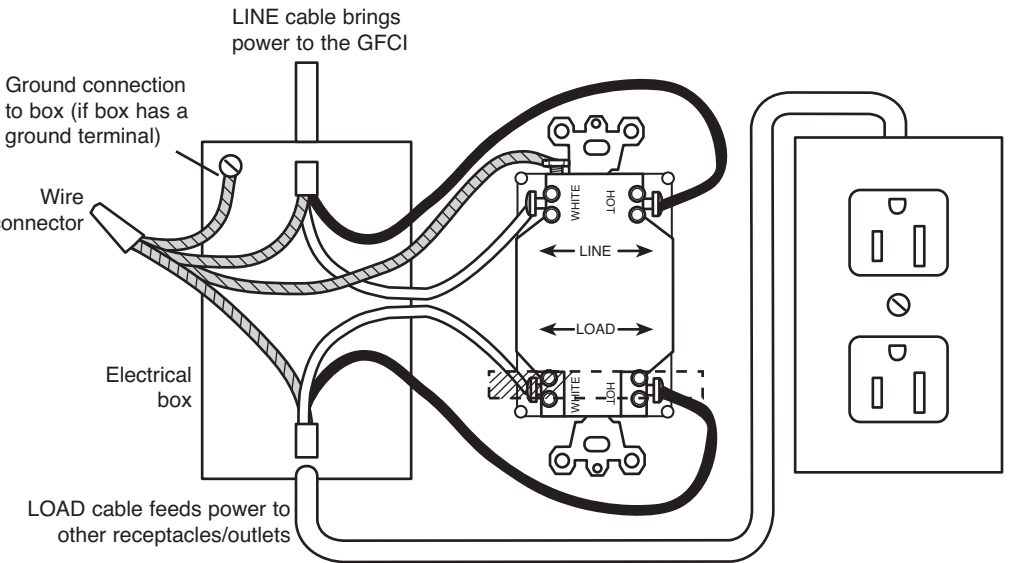 LINE cable brings
power to the GFCI
Ground connection
to box (if box has a
ground terminal)
Wire
onnector
WHITE
HOT
LINE
LOAD
WHITE
HOT
Electrical
box
LOAD cable feeds power to
other receptacles/outlets